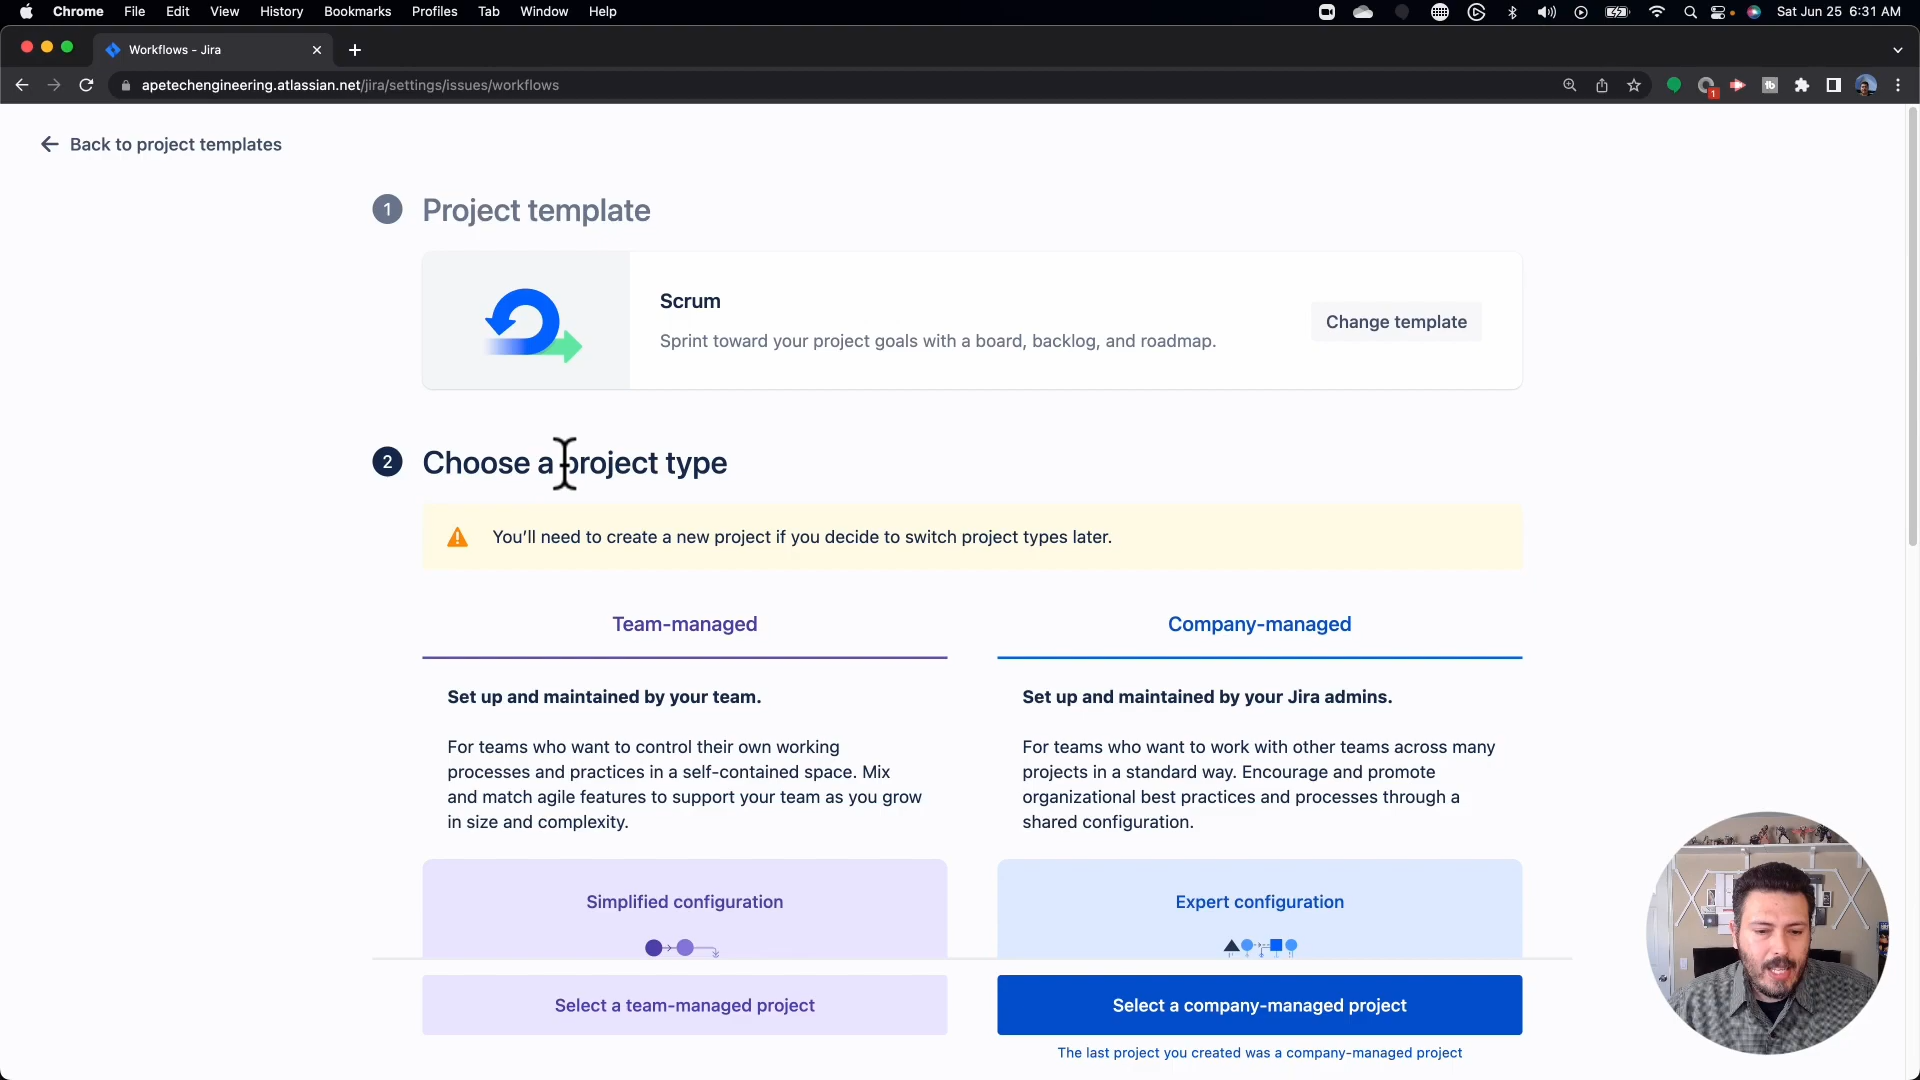 Chrome File Edit View History Bookmarks Profiles Tab Window Help Sat Jun 25 6:31 AM
Workflows - Jira
apetechengineering.atlassian.net/jira/settings/issues/workflows
1
tb
Back to project templates
1 Project template
Scrum
Sprint toward your project goals with a board, backlog, and roadmap.
Change template
2 Choose a project type
You'll need to create a new project if you decide to switch project types later.
Team-managed
Set up and maintained by your team.
For teams who want to control their own working
processes and practices in a self-contained space. Mix
and match agile features to support your team as you grow
in size and complexity.
Simplified configuration
Select a team-managed project
Company-managed
Set up and maintained by your Jira admins.
For teams who want to work with other teams across many
projects in a standard way. Encourage and promote
organizational best practices and processes through a
shared configuration.
Expert configuration
Select a company-managed project
The last project you created was a company-managed project